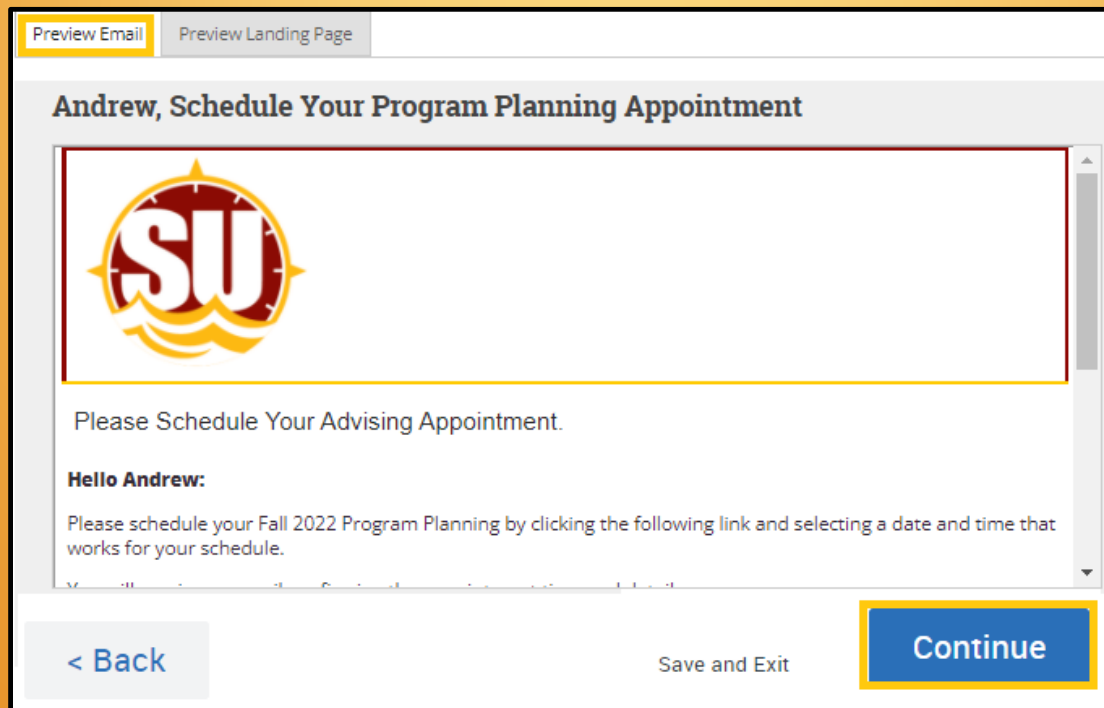 Preview Email
Preview Landing Page
Andrew, Schedule Your Program Planning Appointment
SU
Please Schedule Your Advising Appointment.
Hello Andrew:
Please schedule your Fall 2022 Program Planning by clicking the following link and selecting a date and time that
works for your schedule.
< Back
Save and Exit
Continue